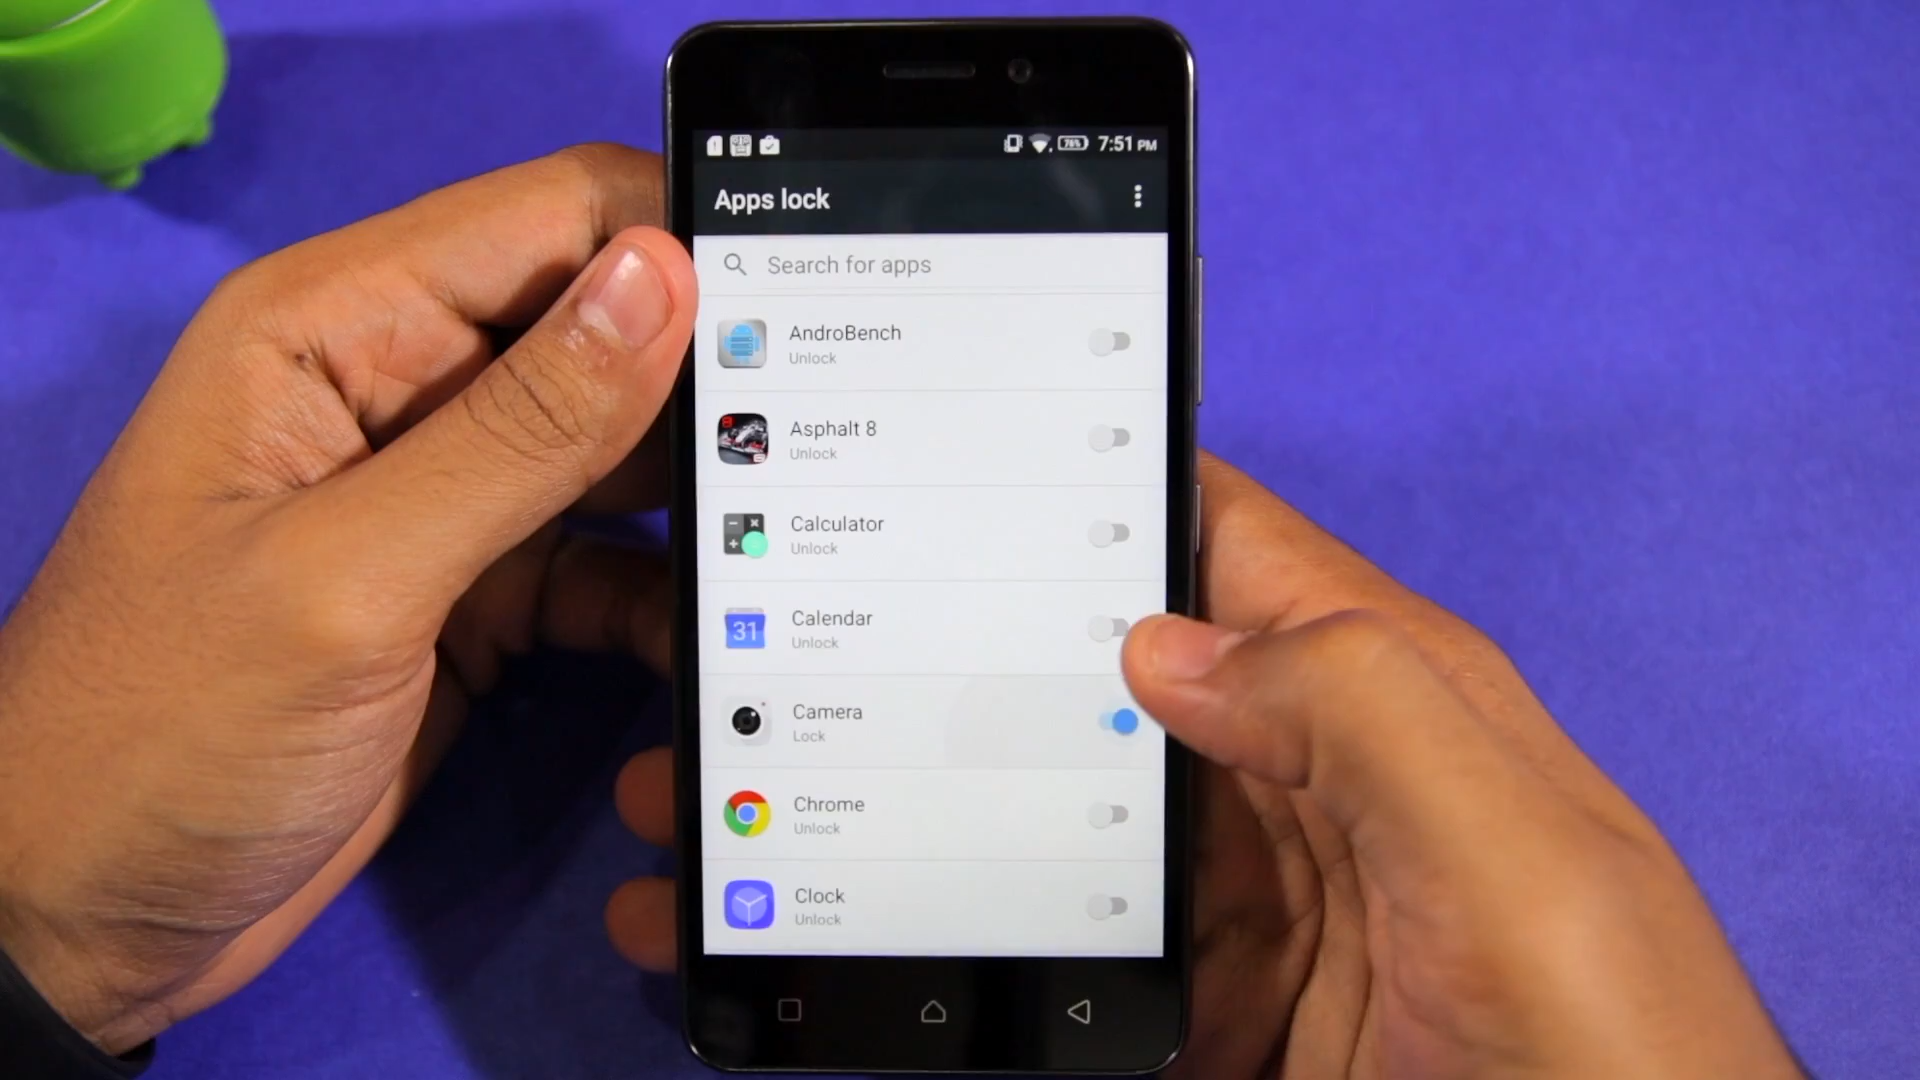 76% 7:51 PM
Apps lock
Search for apps
AndroBench
Unlock
Asphalt 8
Unlock
Calculator
Unlock
31
Calendar
Unlock
Camera
Lock
Chrome
Unlock
Clock
Unlock